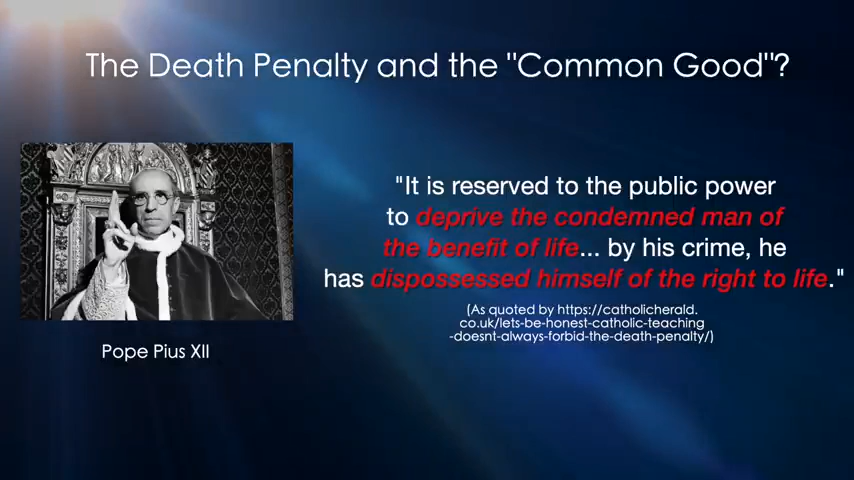 The Death Penalty and the "Common Good"?
"It is reserved to the public power
to deprive the condemned man of
the benefit of life... by his crime, he
has dispossessed himself of the right to life."
(As quoted by https://catholicherald.
co.uk/lets-be-honest-catholic-teaching
-doesnt-always-forbid-the-death-penalty/)
Pope Pius XII